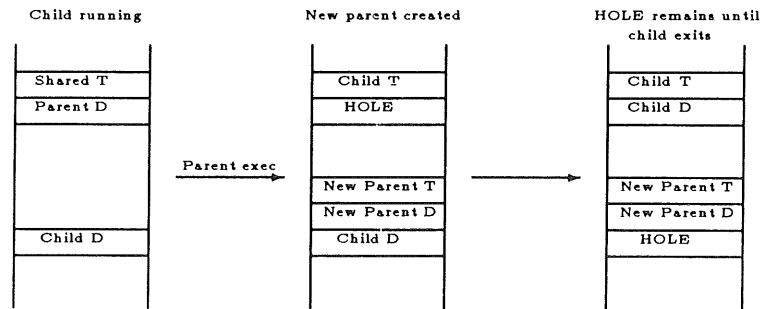 Child running
New parent created
HOLE remains until
child exits
Shared T
Parent D
Child D
Parent exec
Child T
HOLE
New Parent T
New Parent D
Child D
Child T
Child D
New Parent T
New Parent D
HOLE